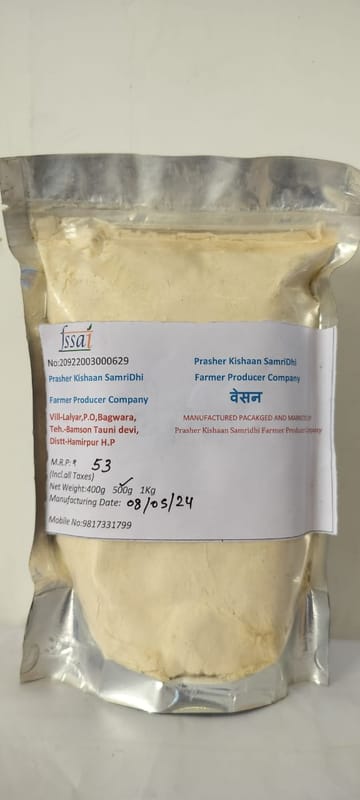 fssai
No:20922003000629
Prasher Kishaan SamriDhi
Farmer Producer Company
Vill-Lalyar,P.O,Bagwara,
Teh.-Bamson Tauni devi,
Distt-Hamirpur H.P
M.R.P:₹ 53
(Incl.all Taxes)
Net Weight:400g 500g 1Kg
Manufacturing Date: 08/05/24
Mobile No:9817331799
Prasher Kishaan SamriDhi
Farmer Producer Company
वेसन
MANUFACTURED PACAKGED AND MARKETED BY
Prasher Kishaan Samridhi Farmer Producer Company